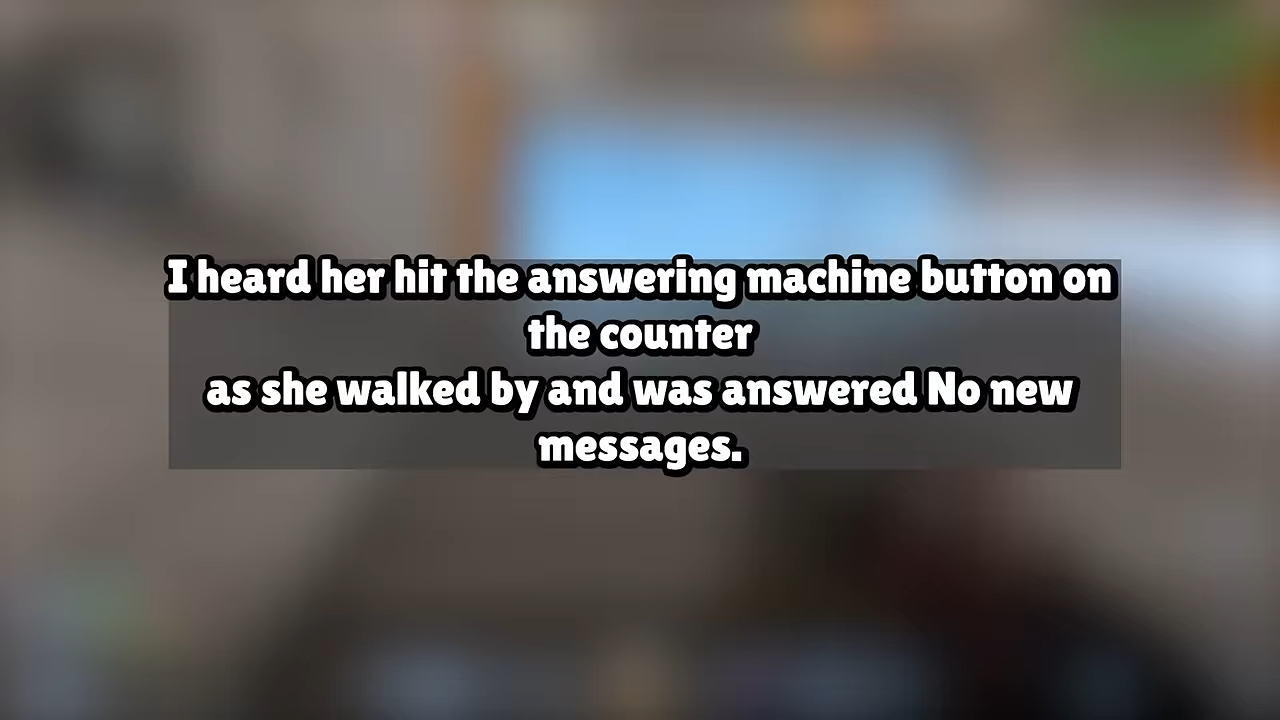 I heard her hit the answering machine button on
the counter
as she walked by and was answered No new
messages.